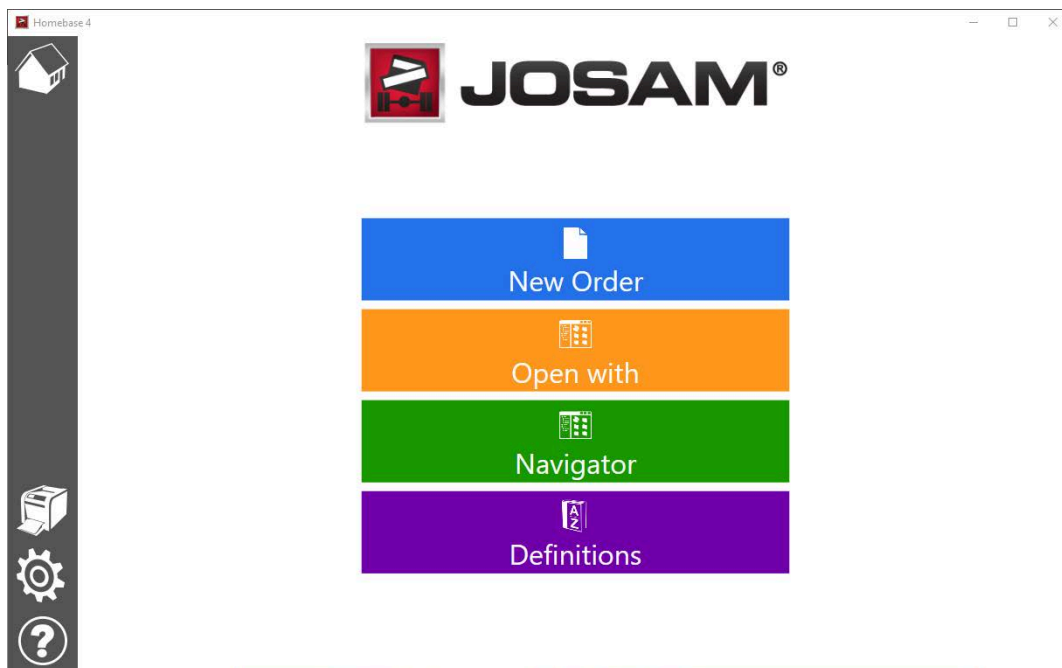 Homebase 4
JOSAM®
New Order
Open with
Navigator
A
Z
Definitions
?